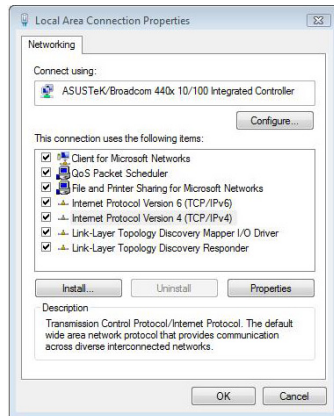 Local Area Connection Properties
Networking
Connect using:
ASUSTeK/Broadcom 440x 10/100 Integrated Controller
Configure...
This connection uses the following items:
Client for Microsoft Networks
QoS Packet Scheduler
File and Printer Sharing for Microsoft Networks
Internet Protocol Version 6 (TCP/IPv6)
Internet Protocol Version 4 (TCP/IPv4)
Link-Layer Topology Discovery Mapper I/O Driver
Link-Layer Topology Discovery Responder
Install... Uninstall Properties
Description
Transmission Control Protocol/Internet Protocol. The default
wide area network protocol that provides communication
across diverse interconnected networks.
OK Cancel